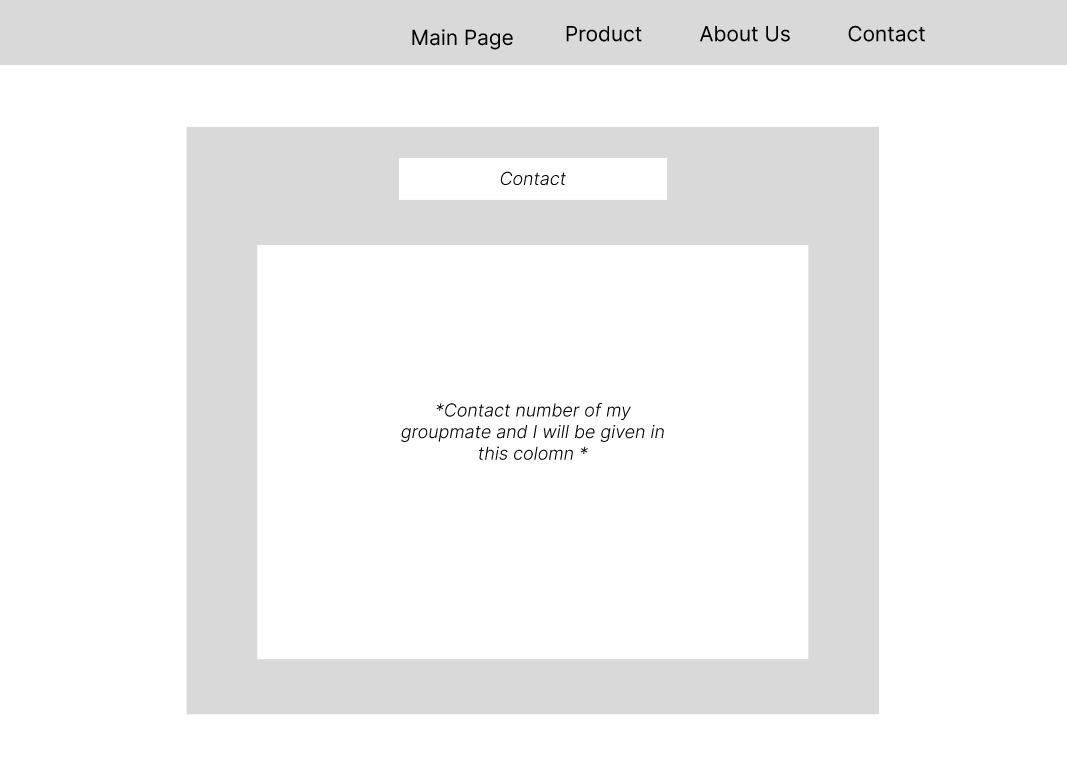 Main Page Product About Us Contact
Contact
*Contact number of my
groupmate and I will be given in
this colomn *